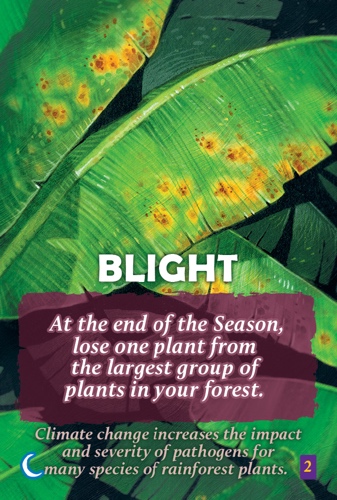 BLIGHT
At the end of the Season,
lose one plant from
the largest group of
plants in your forest.
Climate change increases the impact
and severity of pathogens for
many species of rainforest plants.
2